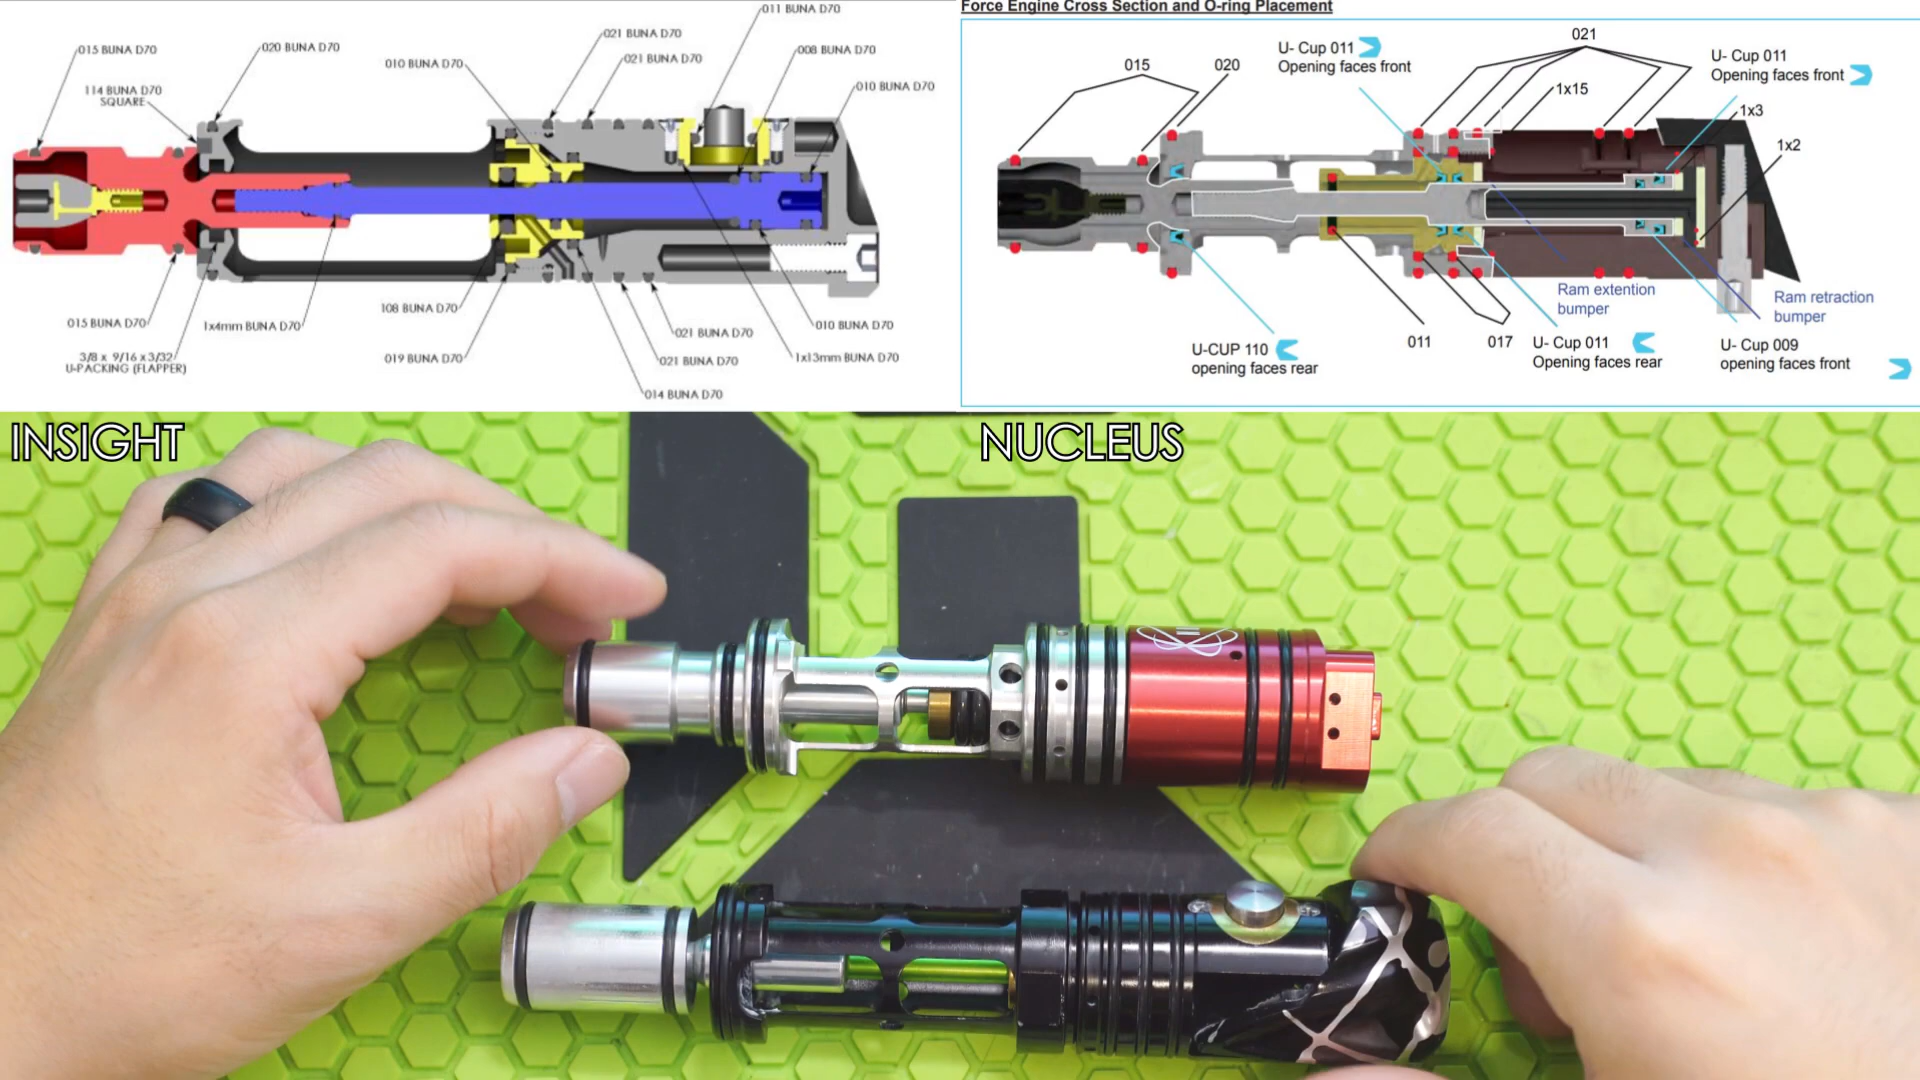 011 BUNA D70
015 BUNA D70
020 BUNA D70
021 BUNA D70
010 BUNA D70
021 BUNA D70
008 BUNA D70
114 BUNA D70
SQUARE
010 BUNA D70
015 BUNA D70
1x4mm BUNA D70
108 BUNA D70
010 BUNA D70
021 BUNA D70
3/8 x 9/16 x 3/32
U-PACKING (FLAPPER)
019 BUNA D70
021 BUNA D70
1x13mm BUNA D70
014 BUNA D70
Force Engine Cross Section and O-ring Placement
015
020
U- Cup 011
Opening faces front
021
1x15
U- Cup 011
Opening faces front
1x3
1x2
Ram extention
bumper
Ram retraction
bumper
U-CUP 110
opening faces rear
011
017
U- Cup 011
Opening faces rear
U- Cup 009
opening faces front
INSIGHT
NUCLEUS